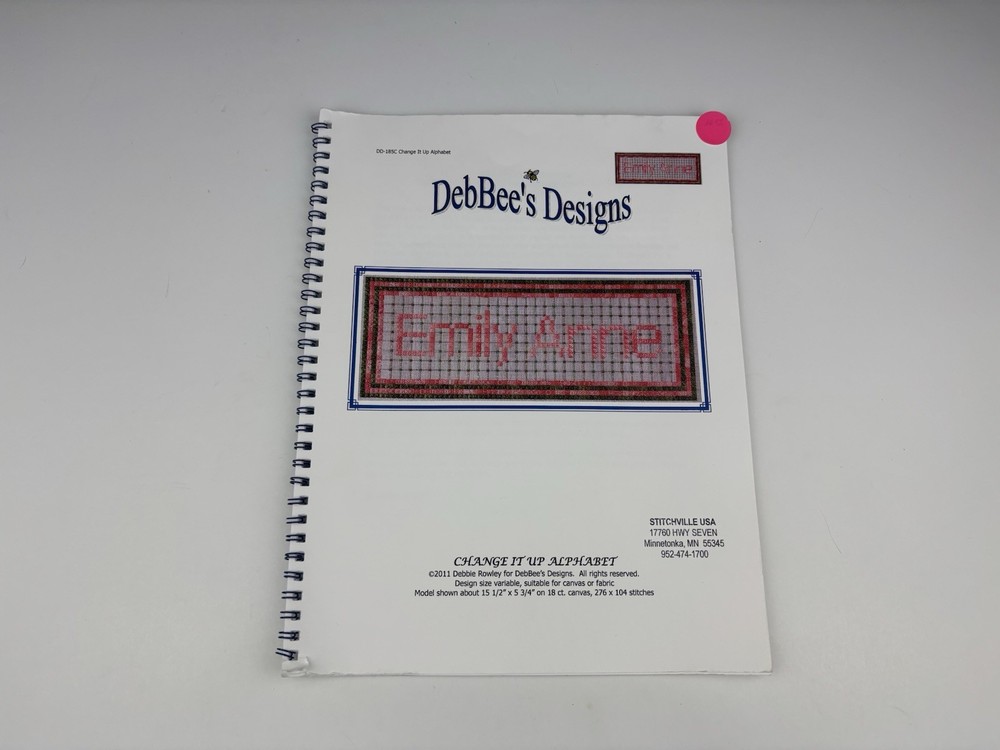 DD-185C Change It Up Alphabet
Emily Anne
DebBee's Designs
Emily Anne
STITCHVILLE USA
17760 HWY SEVEN
Minnetonka, MN 55345
952-474-1700
CHANGE IT UP ALPHABET
©2011 Debbie Rowley for DebBee's Designs. All rights reserved.
Design size variable, suitable for canvas or fabric
Model shown about 15 1/2" x 5 3/4" on 18 ct. canvas, 276 x 104 stitches